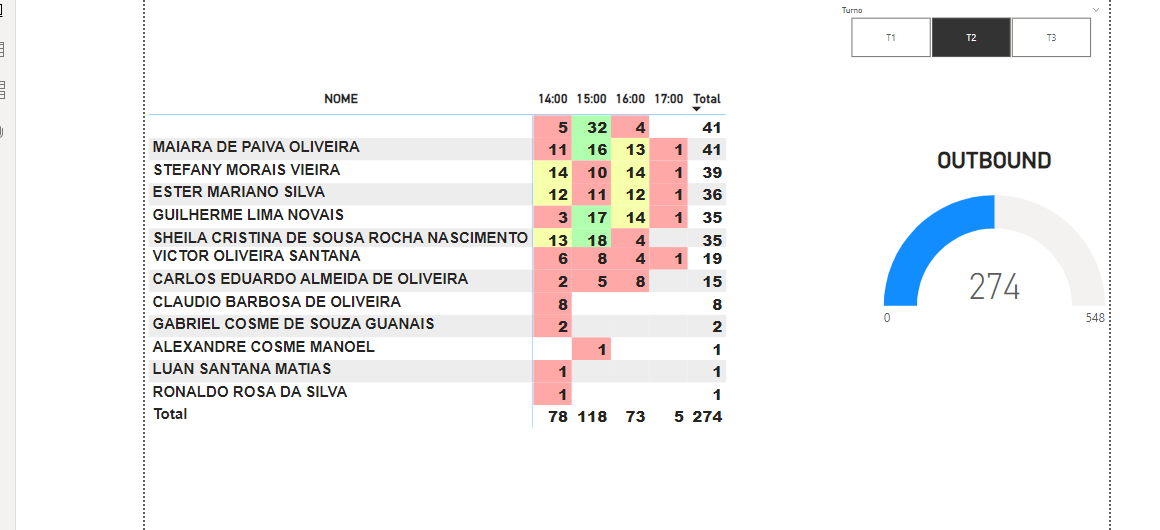 Turno
T1 T2 T3
NOME 14:00 15:00 16:00 17:00 Total
5 32 4 41
MAIARA DE PAIVA OLIVEIRA 11 16 13 1 41
STEFANY MORAIS VIEIRA 14 10 14 1 39
ESTER MARIANO SILVA 12 11 12 1 36
GUILHERME LIMA NOVAIS 3 17 14 1 35
SHEILA CRISTINA DE SOUSA ROCHA NASCIMENTO 13 18 4 35
VICTOR OLIVEIRA SANTANA 6 8 4 1 19
CARLOS EDUARDO ALMEIDA DE OLIVEIRA 2 5 8 15
CLAUDIO BARBOSA DE OLIVEIRA 8 8
GABRIEL COSME DE SOUZA GUANAIS 2 2
ALEXANDRE COSME MANOEL 1 1
LUAN SANTANA MATIAS 1 1
RONALDO ROSA DA SILVA 1 1
Total 78 118 73 5 274
OUTBOUND
274
0 548